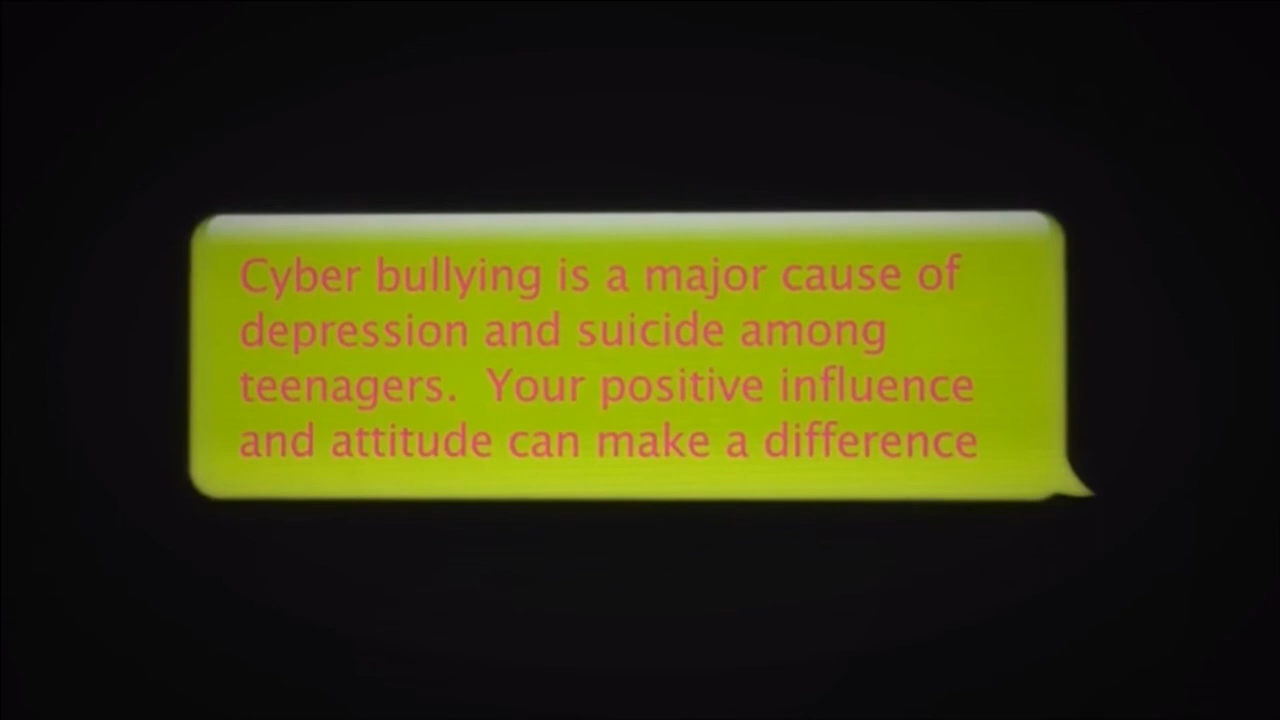 Cyber bullying is a major cause of
depression and suicide among
teenagers.  Your positive influence
and attitude can make a difference